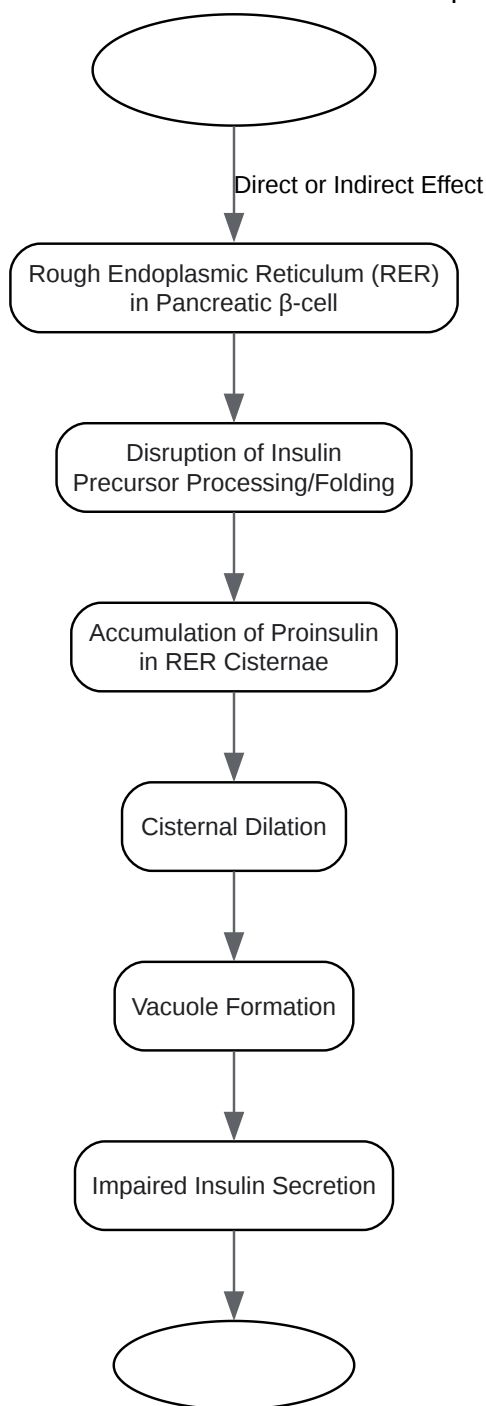 Direct or Indirect Effect
Rough Endoplasmic Reticulum (RER)
in Pancreatic β-cell
Disruption of Insulin
Precursor Processing/Folding
Accumulation of Proinsulin
in RER Cisternae
Cisternal Dilation
Vacuole Formation
Impaired Insulin Secretion